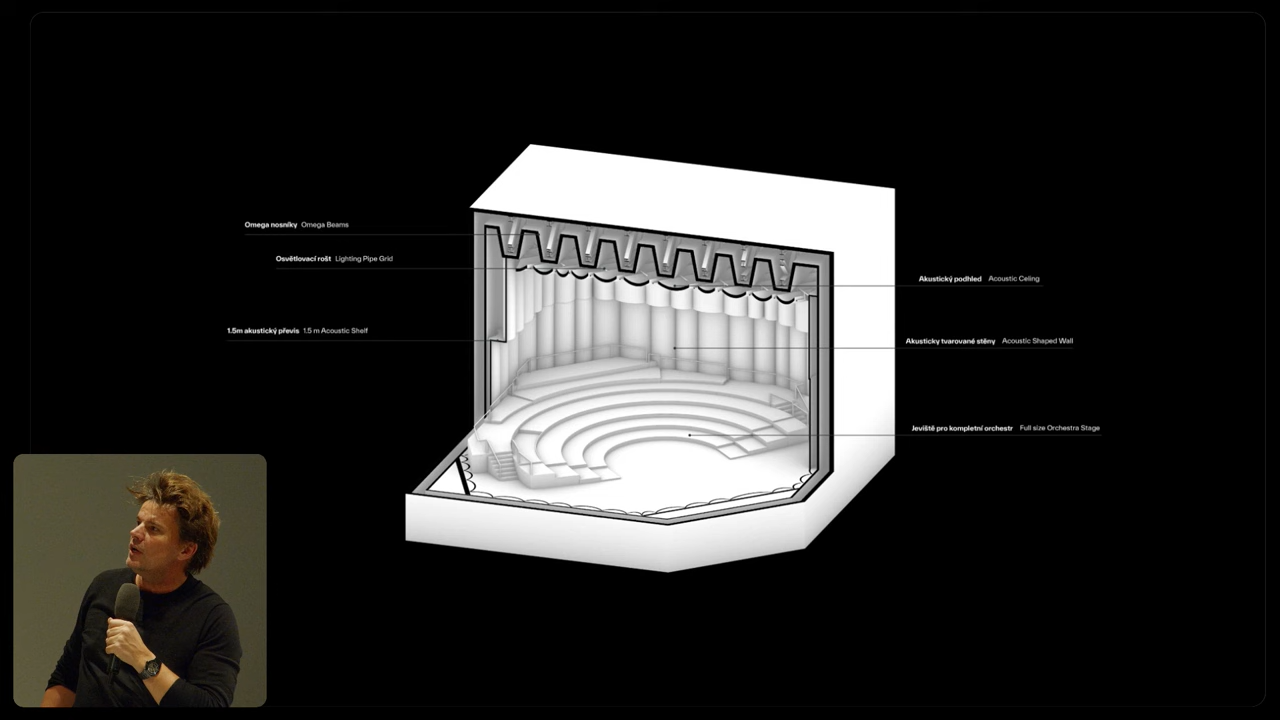 Omega nosníky Omega Beams
Osvětlovací rošt Lighting Pipe Grid
Akustický podhled Acoustic Celing
1.5m akustický převis 1.5 m Acoustic Shelf
Akusticky tvarované stěny Acoustic Shaped Wall
Jeviště pro kompletní orchestr Full size Orchestra Stage